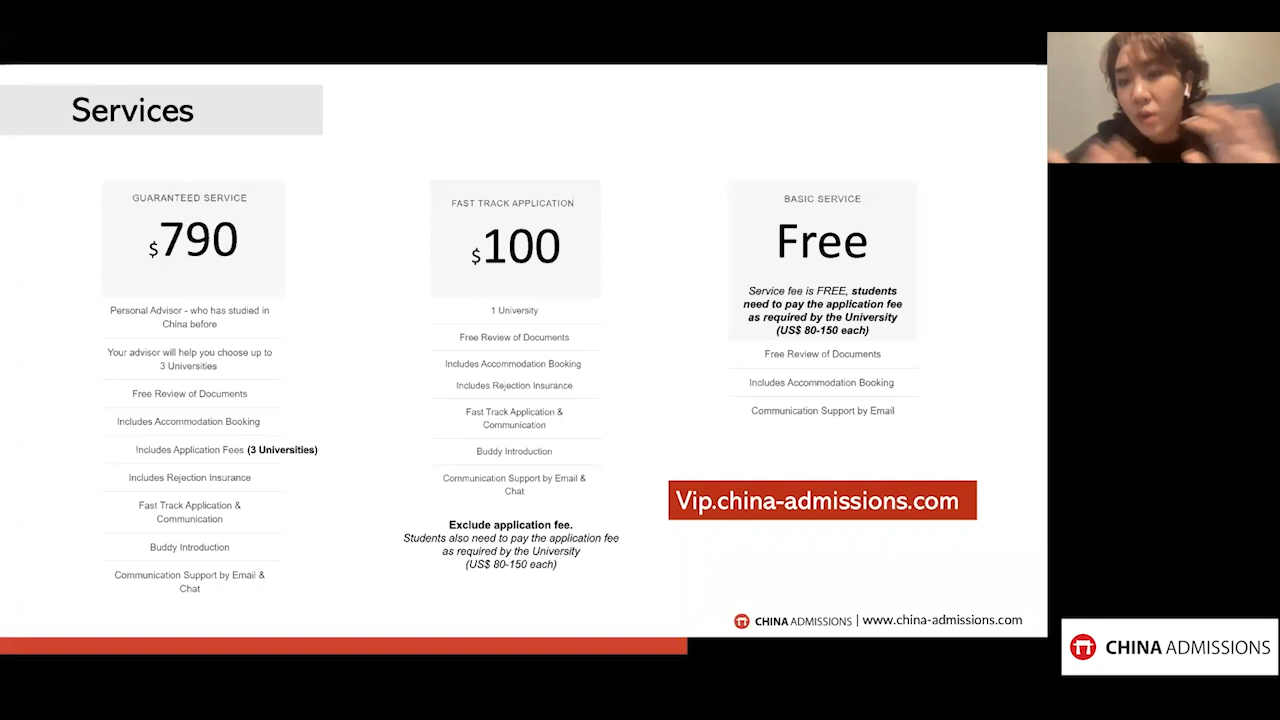 Services
GUARANTEED SERVICE
$790
Personal Advisor - who has studied in
China before
Your advisor will help you choose up to
3 Universities
Free Review of Documents
Includes Accommodation Booking
Includes Application Fees (3 Universities)
Includes Rejection Insurance
Fast Track Application &
Communication
Buddy Introduction
Communication Support by Email &
Chat
FAST TRACK APPLICATION
$100
1 University
Free Review of Documents
Includes Accommodation Booking
Includes Rejection Insurance
Fast Track Application &
Communication
Buddy Introduction
Communication Support by Email &
Chat
Exclude application fee.
Students also need to pay the application fee
as required by the University
(US$ 80-150 each)
BASIC SERVICE
Free
Service fee is FREE, students
need to pay the application fee
as required by the University
(US$ 80-150 each)
Free Review of Documents
Includes Accommodation Booking
Communication Support by Email
Vip.china-admissions.com
CHINA ADMISSIONS | www.china-admissions.com
CHINA ADMISSIONS